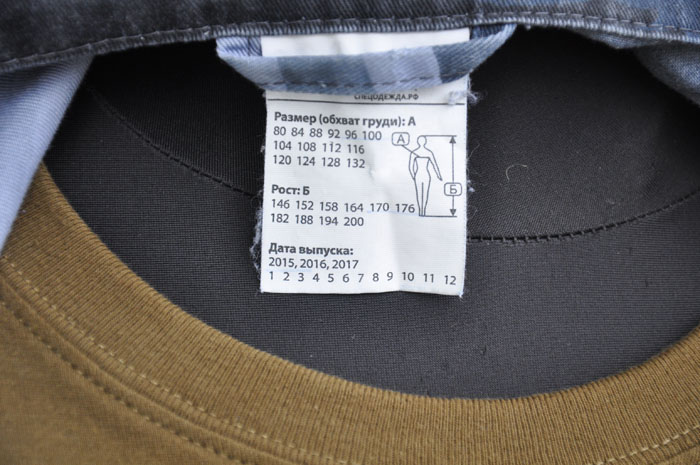 СПЕЦОДЕЖДА.РФ
Размер (обхват груди): А
80 84 88 92 96 100
104 108 112 116
120 124 128 132
А
Б
Рост: Б
146 152 158 164 170 176
182 188 194 200
Дата выпуска:
2015, 2016, 2017
1 2 3 4 5 6 7 8 9 10 11 12